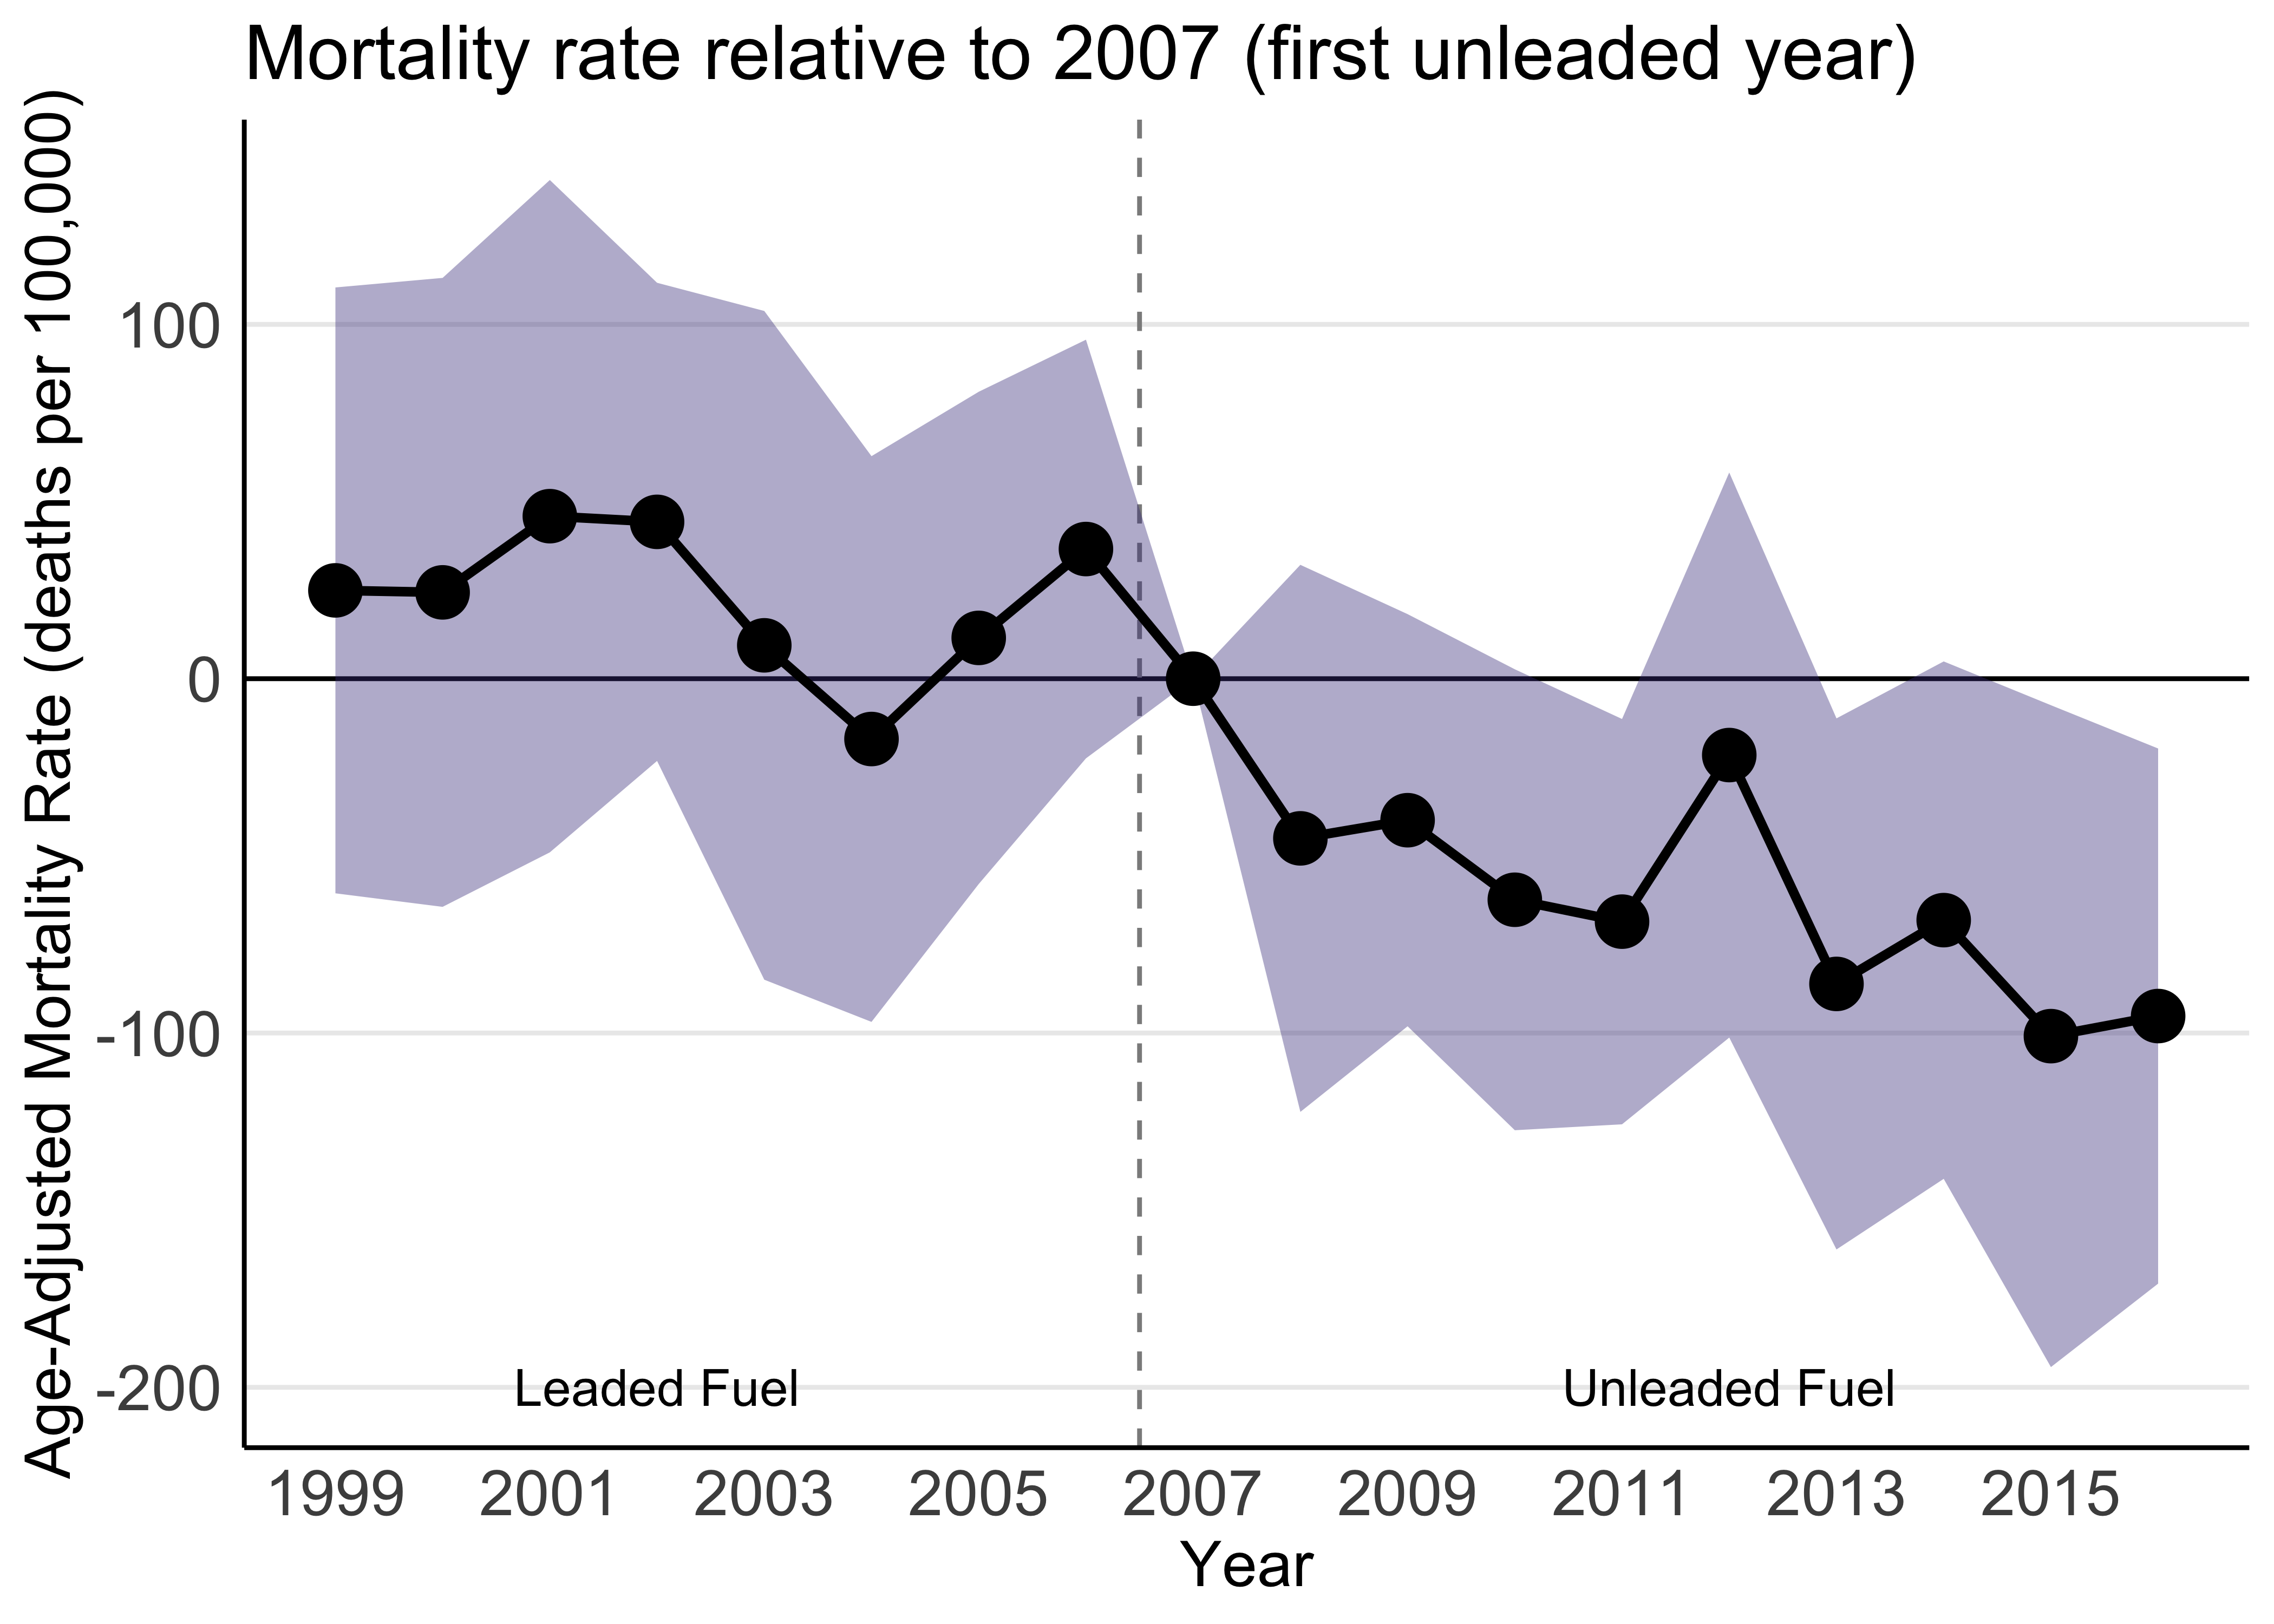 Mortality rate relative to 2007 (first unleaded year)
Age-Adjusted Mortality Rate (deaths per 100,000)
100
0
-100
-200
Leaded Fuel
Unleaded Fuel
1999 2001 2003 2005 2007 2009 2011 2013 2015
Year